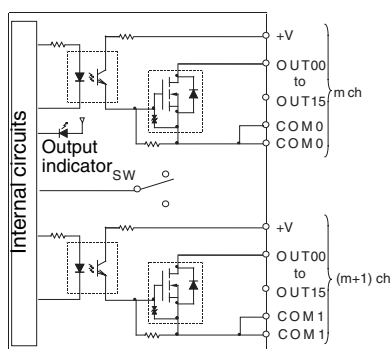 +V
OUT00
to
OUT15
COM0
COM0
m ch
Internal circuits
Output
indicator
SW
+V
OUT00
to
OUT15
COM1
COM1
(m+1) ch